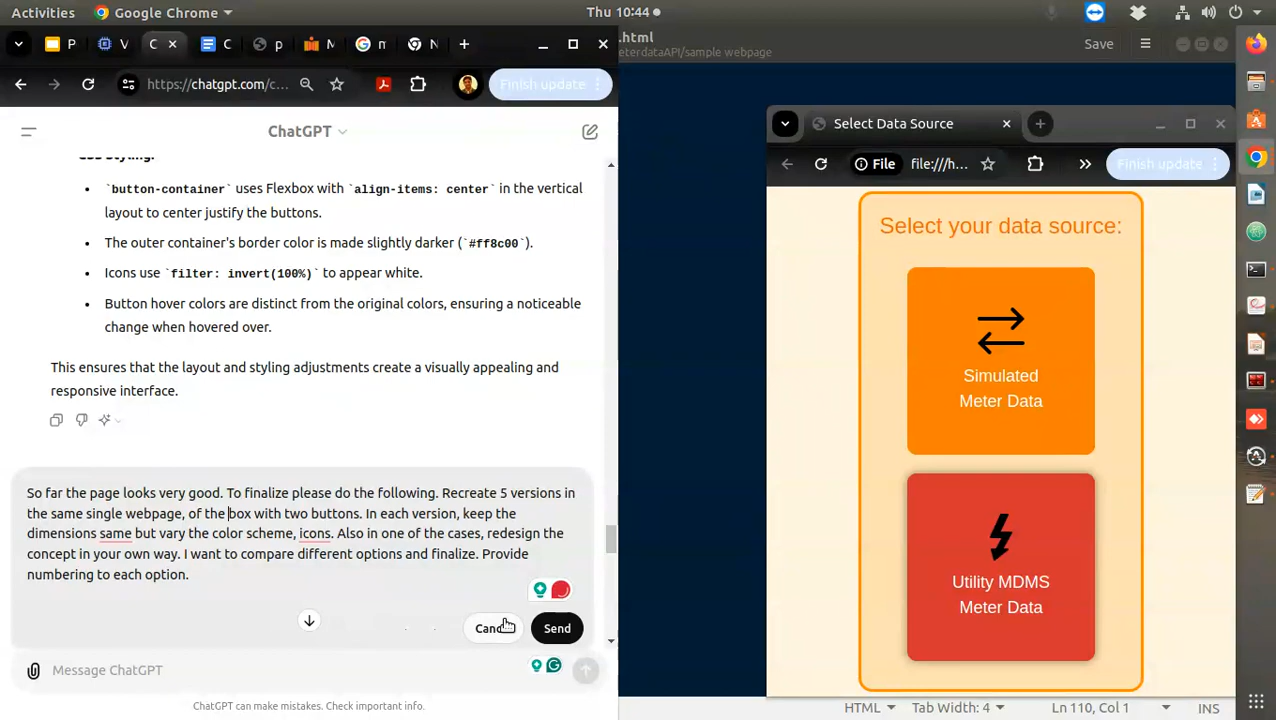 Activities
Google Chrome
Thu 10:44
P
V
C
C
p
M
m
N
https://chatgpt.com/c...
Finish update
ChatGPT
CSS Styling:
`button-container` uses Flexbox with `align-items: center` in the vertical
layout to center justify the buttons.
The outer container's border color is made slightly darker (`#ff8c00`).
Icons use `filter: invert(100%)` to appear white.
Button hover colors are distinct from the original colors, ensuring a noticeable
change when hovered over.
This ensures that the layout and styling adjustments create a visually appealing and
responsive interface.
So far the page looks very good. To finalize please do the following. Recreate 5 versions in
the same single webpage, of the box with two buttons. In each version, keep the
dimensions same but vary the color scheme, icons. Also in one of the cases, redesign the
concept in your own way. I want to compare different options and finalize. Provide
numbering to each option.
Send
Message ChatGPT
ChatGPT can make mistakes. Check important info.
.html
eterdataAPI/sample webpage
Save
Select Data Source
File
file:///h...
Finish update
Select your data source:
Simulated
Meter Data
Utility MDMS
Meter Data
HTML
Tab Width: 4
Ln 110, Col 1
INS